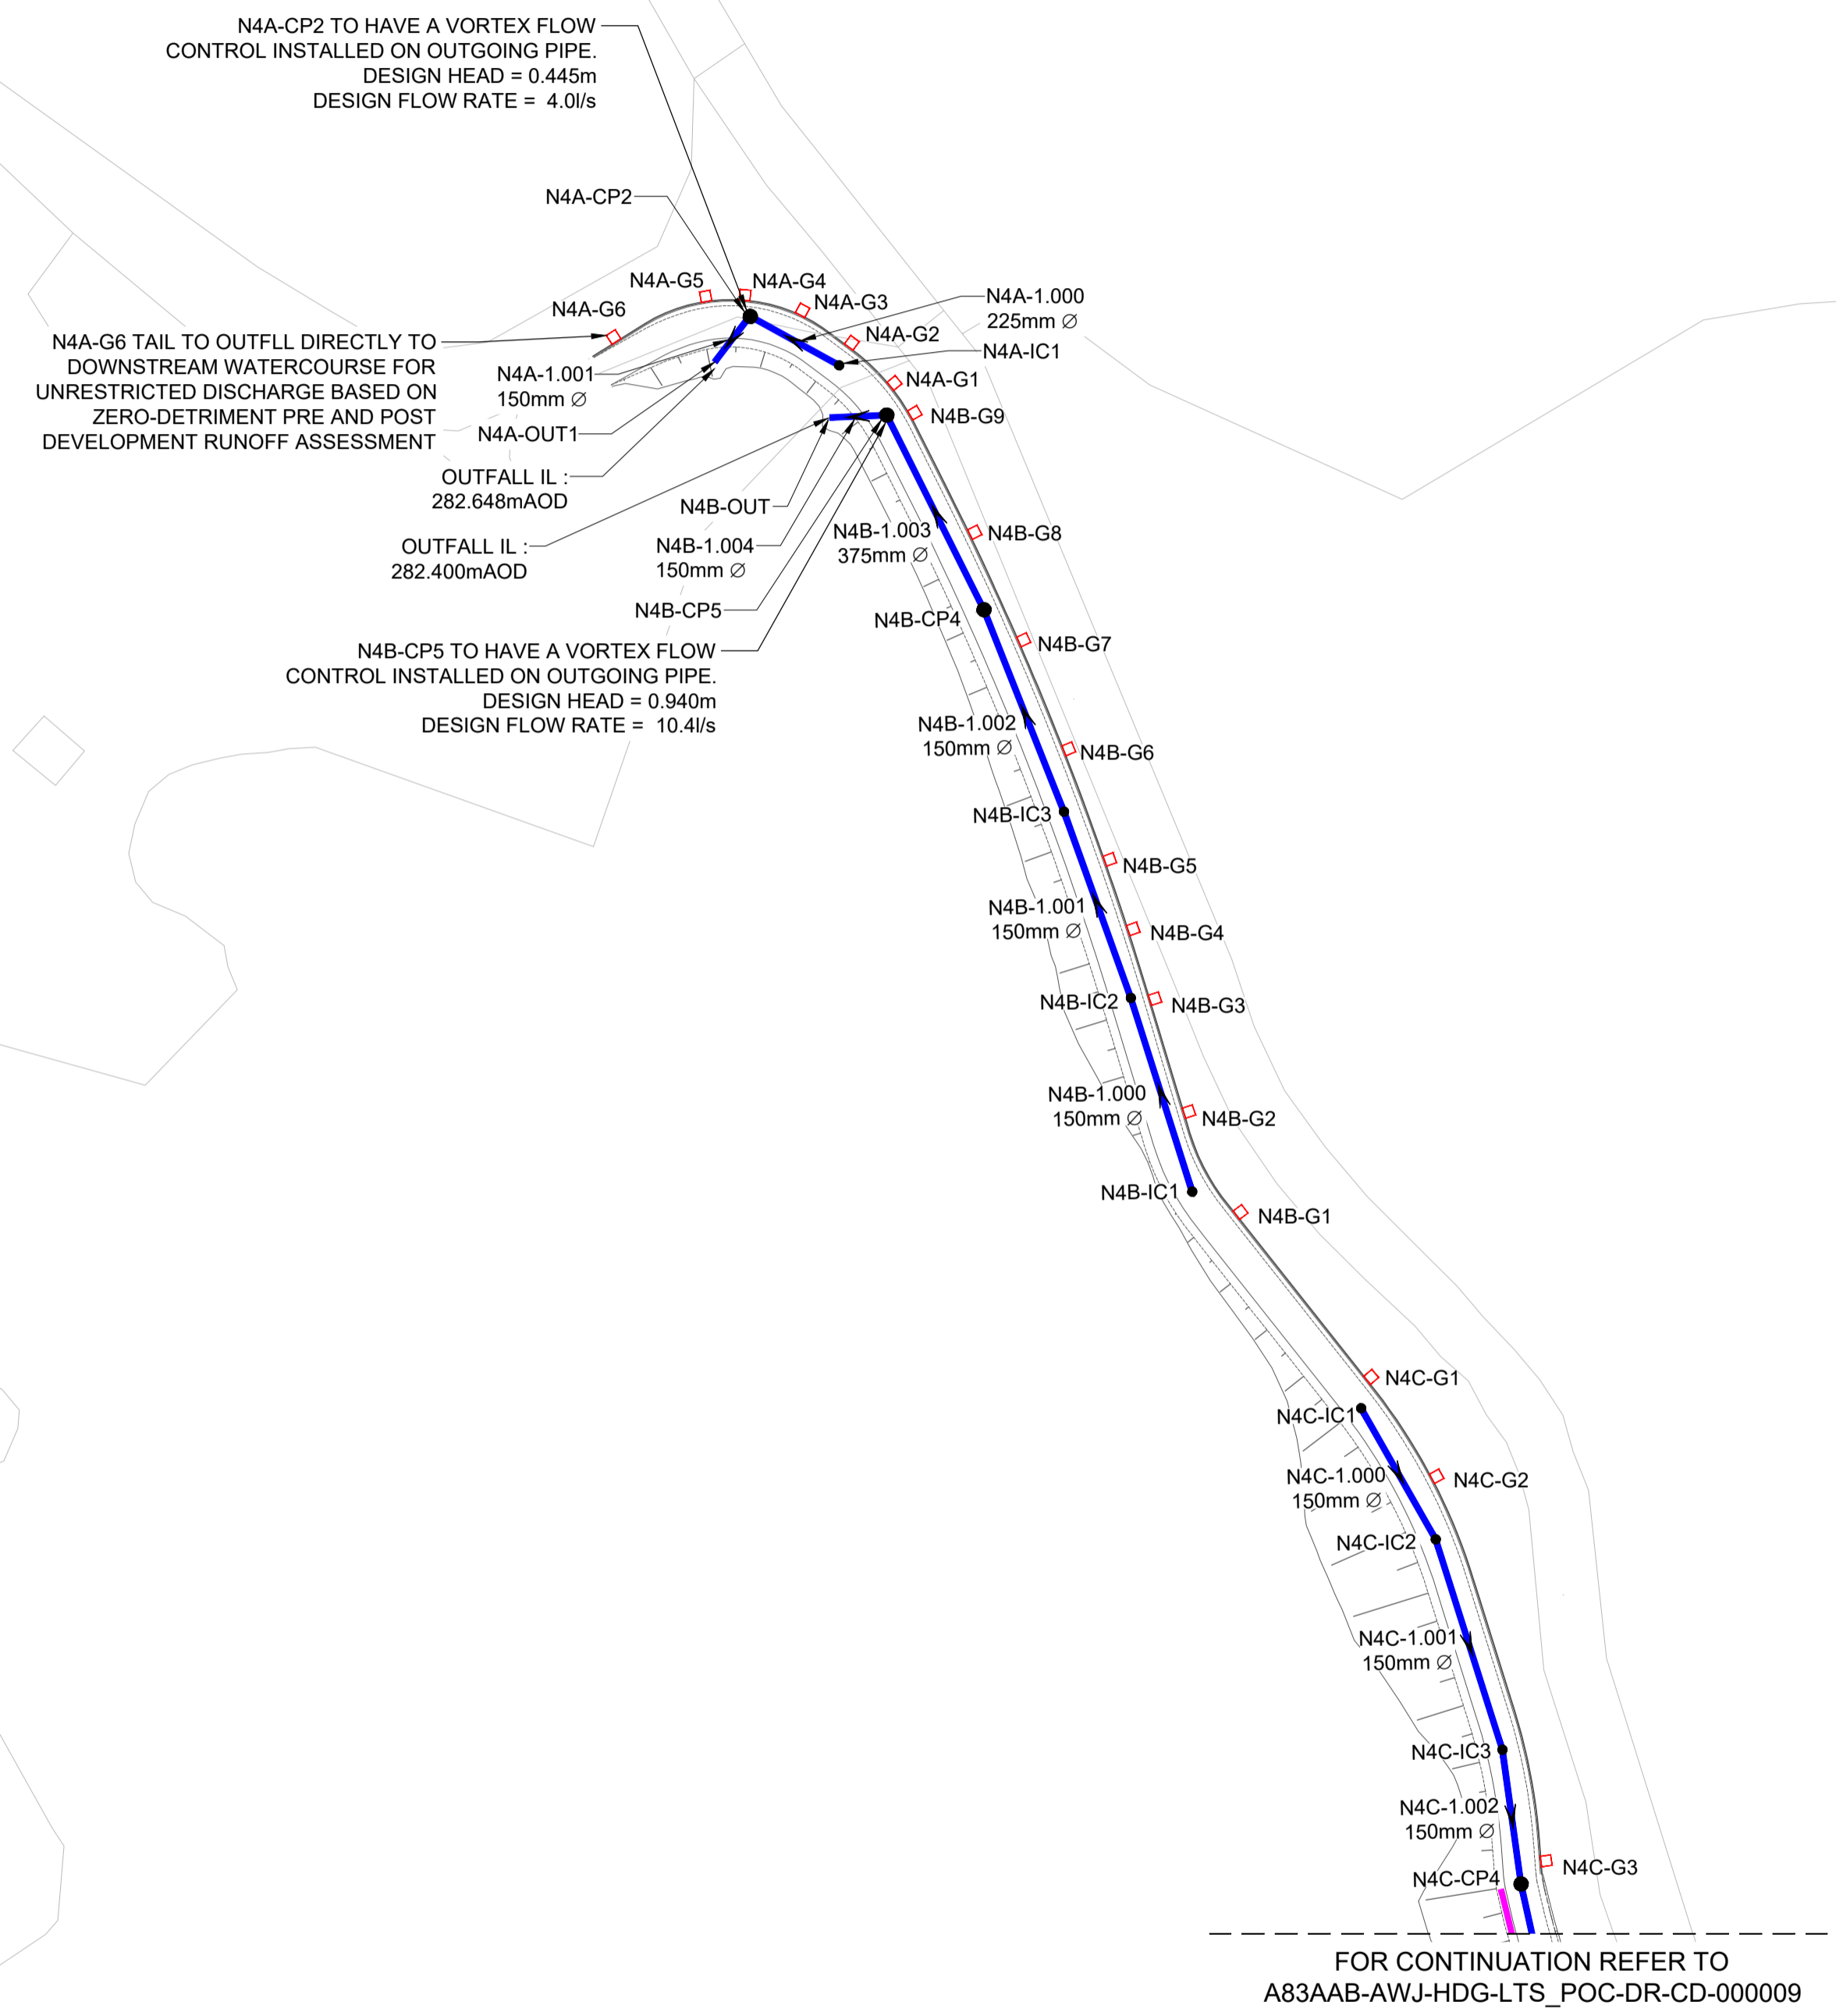 N4A-CP2 TO HAVE A VORTEX FLOW
CONTROL INSTALLED ON OUTGOING PIPE.
DESIGN HEAD = 0.445m
DESIGN FLOW RATE = 4.0l/s
N4A-CP2
N4A-G5
N4A-G4
N4A-G3
N4A-1.000
225mm ∅
N4A-G6
N4A-G2
N4A-IC1
N4A-G6 TAIL TO OUTFLL DIRECTLY TO
DOWNSTREAM WATERCOURSE FOR
UNRESTRICTED DISCHARGE BASED ON
ZERO-DETRIMENT PRE AND POST
DEVELOPMENT RUNOFF ASSESSMENT
N4A-1.001
150mm ∅
N4A-G1
N4B-G9
N4A-OUT1
OUTFALL IL :
282.648mAOD
N4B-OUT
N4B-1.003
375mm ∅
N4B-G8
OUTFALL IL :
282.400mAOD
N4B-1.004
150mm ∅
N4B-CP5
N4B-CP4
N4B-G7
N4B-CP5 TO HAVE A VORTEX FLOW
CONTROL INSTALLED ON OUTGOING PIPE.
DESIGN HEAD = 0.940m
DESIGN FLOW RATE = 10.4l/s
N4B-1.002
150mm ∅
N4B-G6
N4B-IC3
N4B-G5
N4B-1.001
150mm ∅
N4B-G4
N4B-IC2
N4B-G3
N4B-1.000
150mm ∅
N4B-G2
N4B-IC1
N4B-G1
N4C-G1
N4C-IC1
N4C-1.000
150mm ∅
N4C-G2
N4C-IC2
N4C-1.001
150mm ∅
N4C-IC3
N4C-1.002
150mm ∅
N4C-G3
N4C-CP4
FOR CONTINUATION REFER TO
A83AAB-AWJ-HDG-LTS_POC-DR-CD-000009